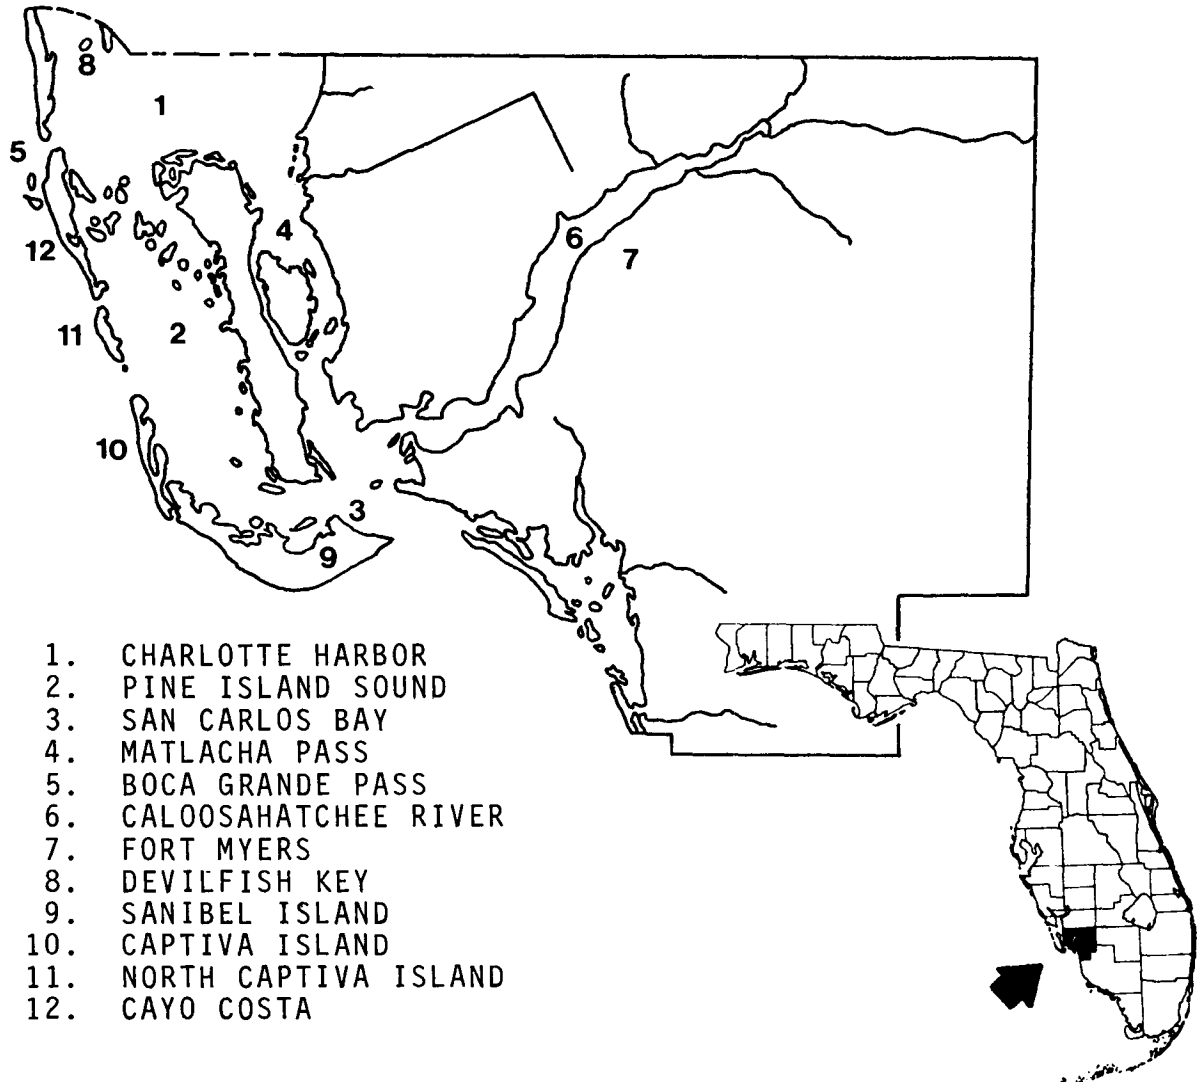 8
1
5
4
12
6
7
11
2
10
3
9
1. CHARLOTTE HARBOR
2. PINE ISLAND SOUND
3. SAN CARLOS BAY
4. MATLACHA PASS
5. BOCA GRANDE PASS
6. CALOOSAHATCHEE RIVER
7. FORT MYERS
8. DEVILFISH KEY
9. SANIBEL ISLAND
10. CAPTIVA ISLAND
11. NORTH CAPTIVA ISLAND
12. CAYO COSTA